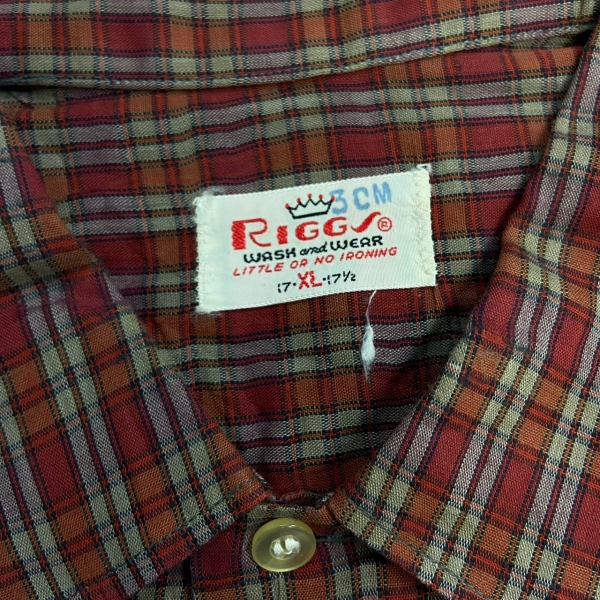 3CM
RIGGS®
WASH and WEAR
LITTLE OR NO IRONING
17-XL-17½